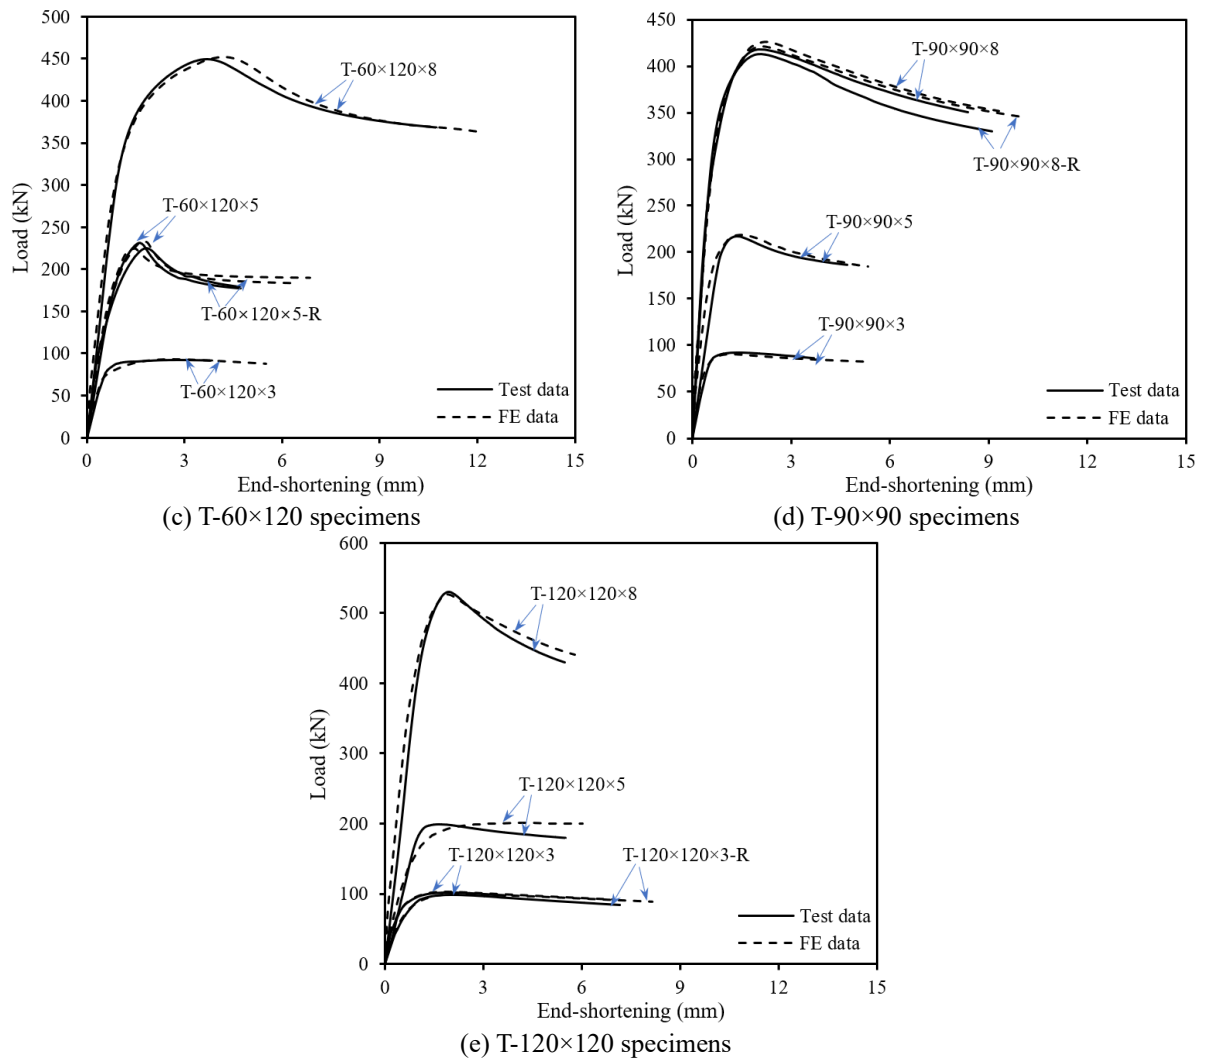 500
450
400
350
300
250
200
150
100
50
0
Load (kN)
T-60×120×8
T-60×120×5
T-60×120×5-R
T-60×120×3
Test data
FE data
0 3 6 9 12 15
End-shortening (mm)
(c) T-60×120 specimens
450
400
350
300
250
200
150
100
50
0
Load (kN)
T-90×90×8
T-90×90×8-R
T-90×90×5
T-90×90×3
Test data
FE data
0 3 6 9 12 15
End-shortening (mm)
(d) T-90×90 specimens
600
500
400
300
200
100
0
Load (kN)
T-120×120×8
T-120×120×5
T-120×120×3 T-120×120×3-R
Test data
FE data
0 3 6 9 12 15
End-shortening (mm)
(e) T-120×120 specimens